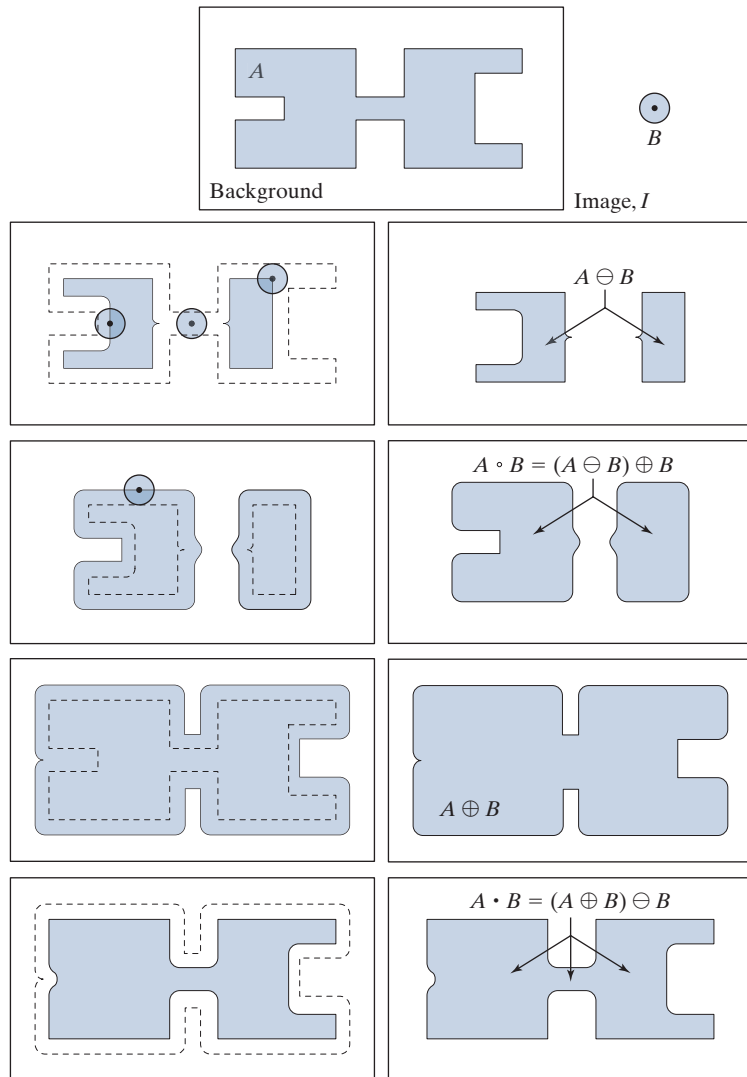 A
B
Background
Image, I
A ⊖ B
A ∘ B = (A ⊖ B) ⊕ B
A ⊕ B
A • B = (A ⊕ B) ⊖ B